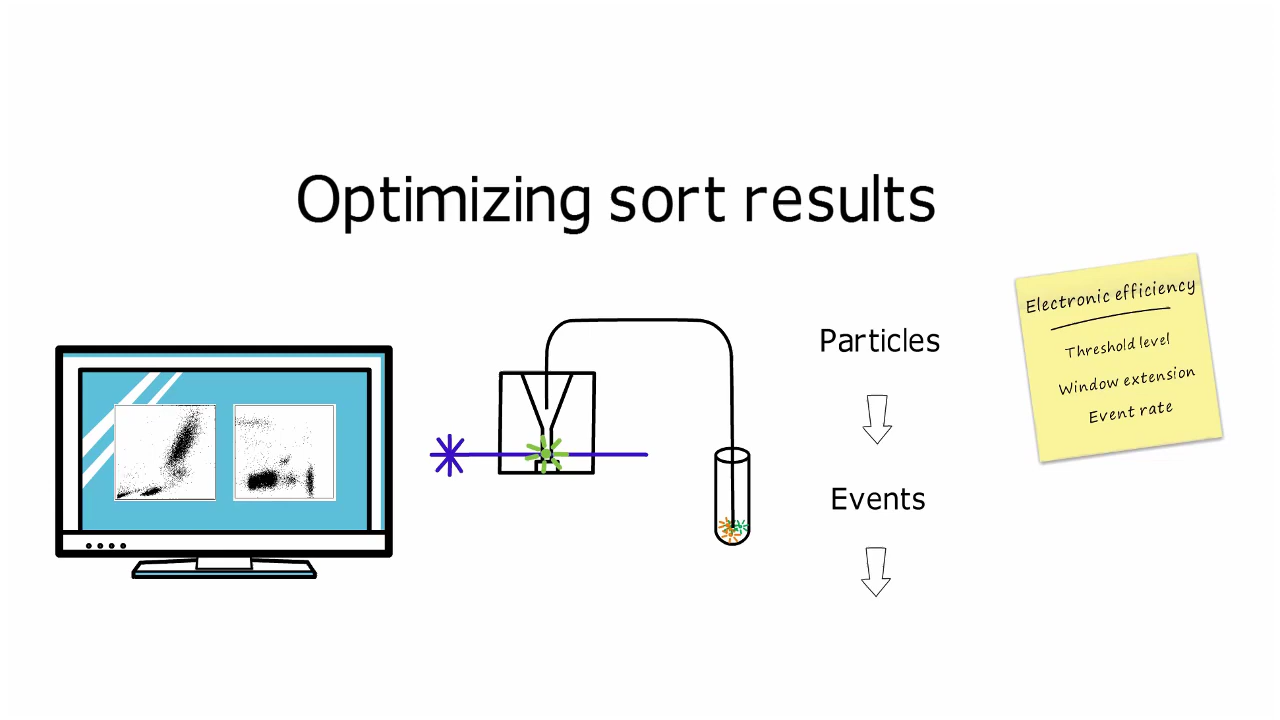 Optimizing sort results
Particles
Events
Electronic efficiency
Threshold level
Window extension
Event rate